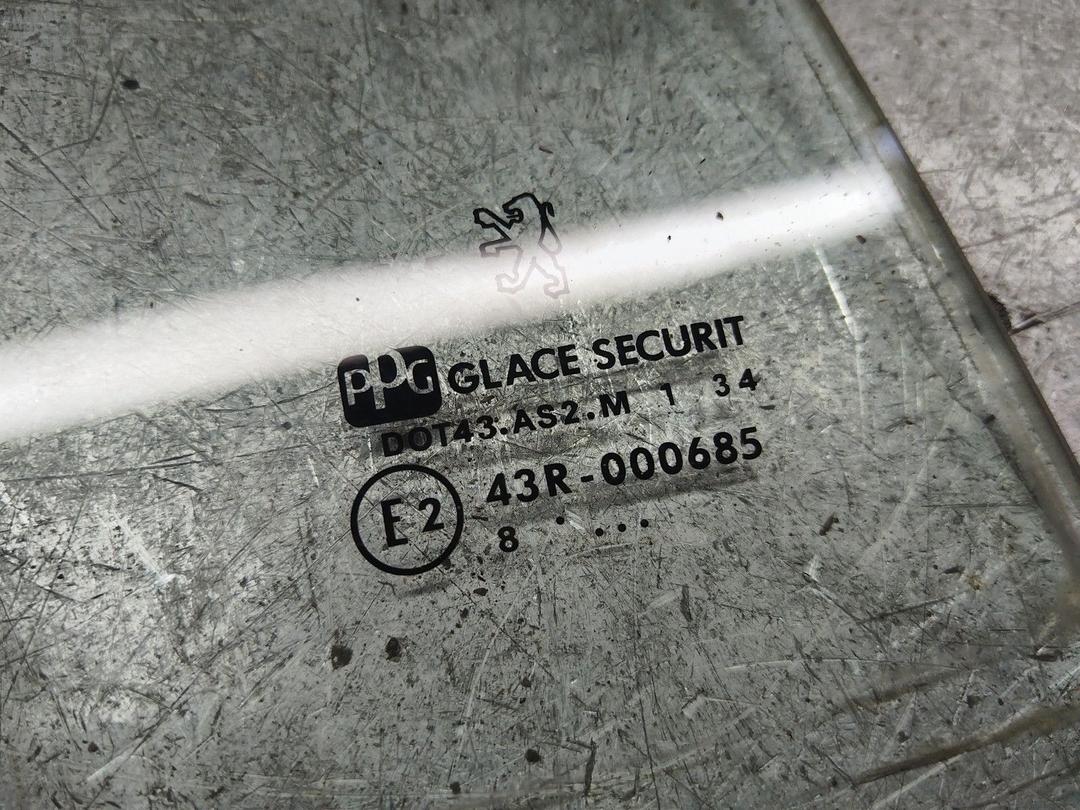 PPG GLACE SECURIT
DOT43.AS2.M 1 34
E2 43R-000685
8 . ...